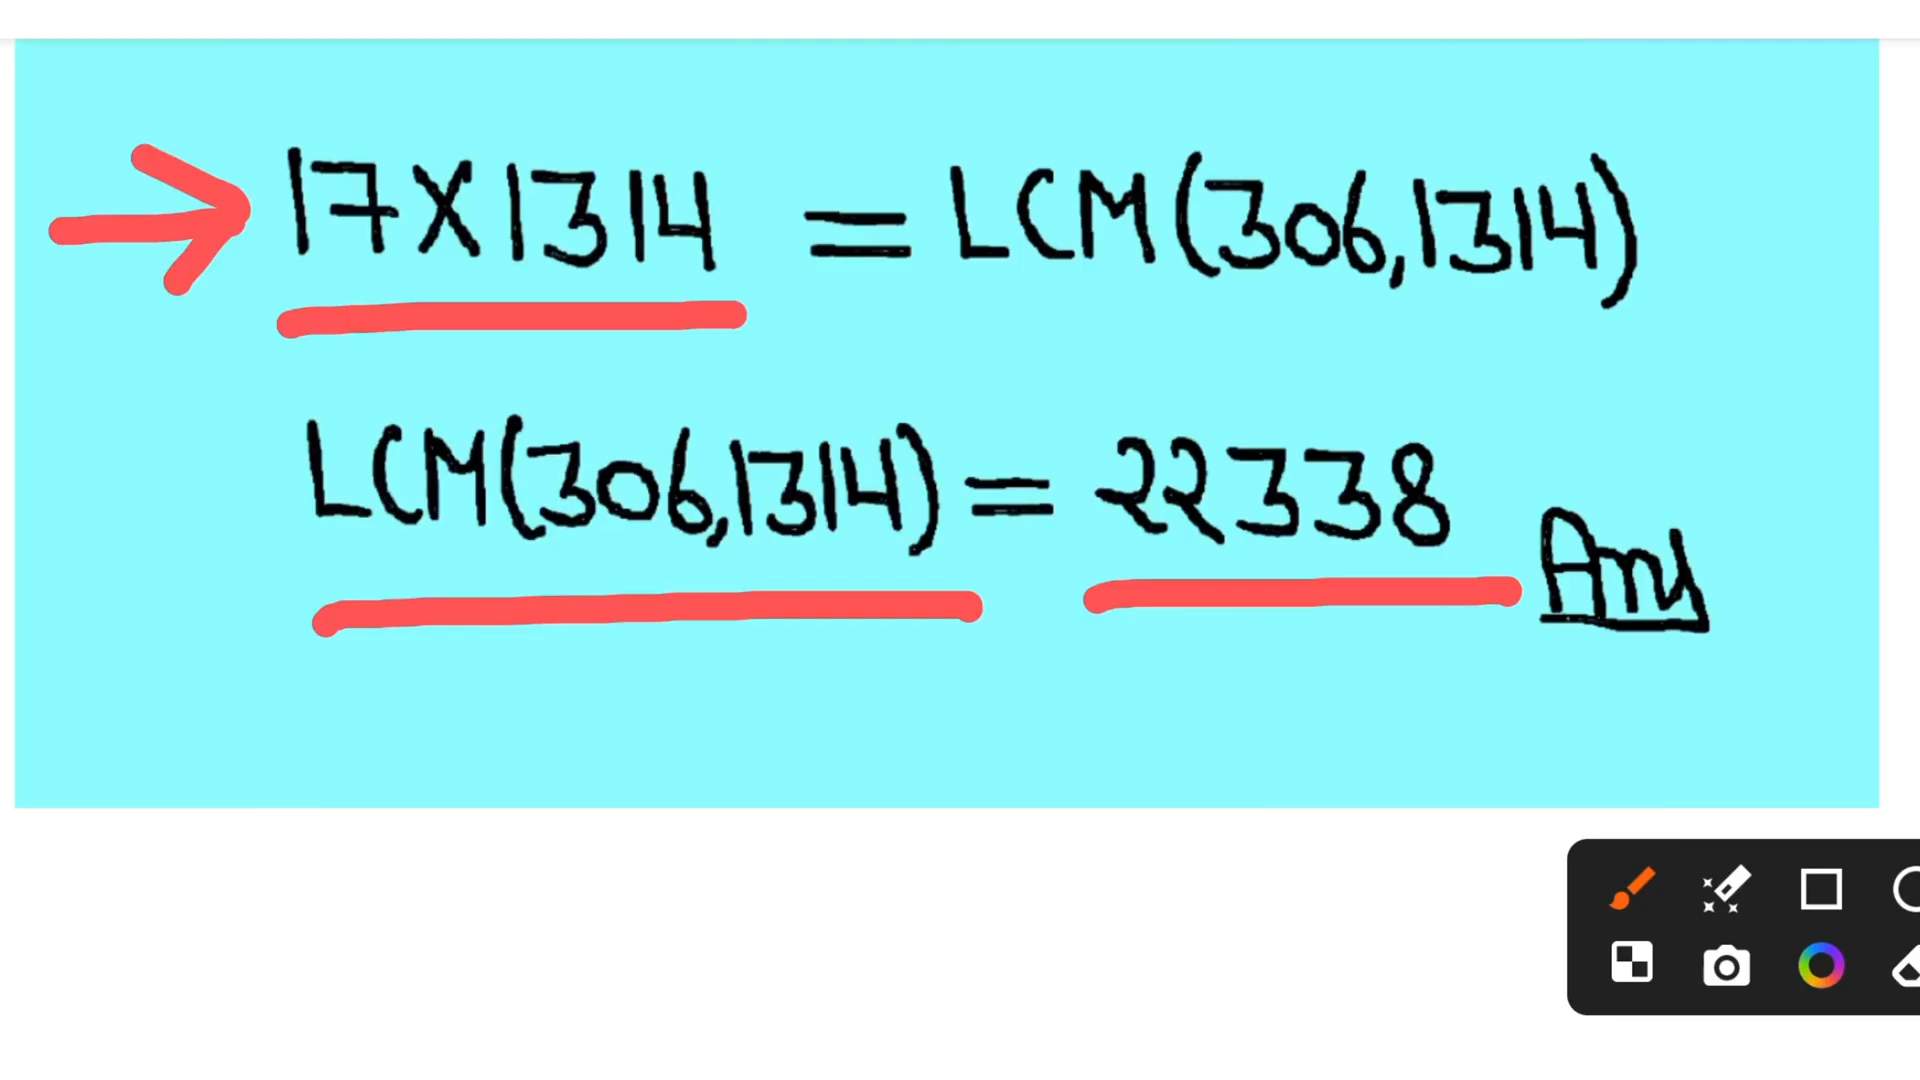 17X1314 = LCM(306,1314)
LCM(306,1314) = 22338
Ans